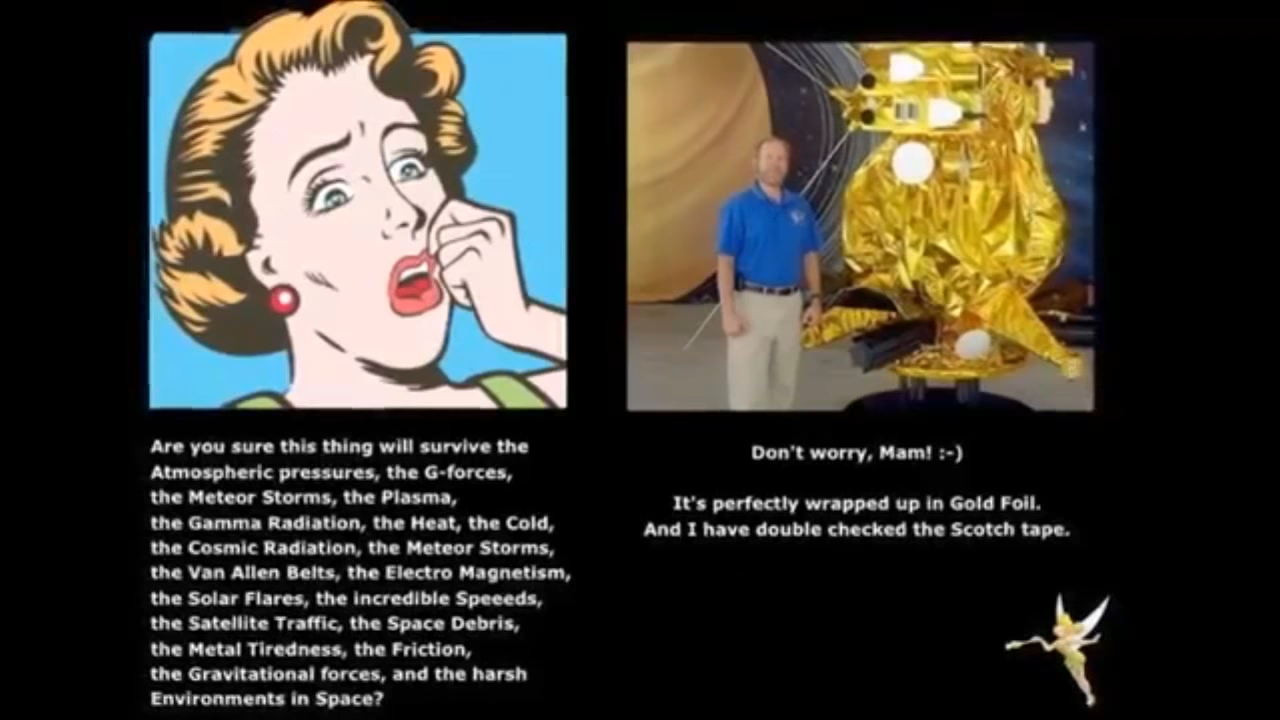 Are you sure this thing will survive the
Atmospheric pressures, the G-forces,
the Meteor Storms, the Plasma,
the Gamma Radiation, the Heat, the Cold,
the Cosmic Radiation, the Meteor Storms,
the Van Allen Belts, the Electro Magnetism,
the Solar Flares, the incredible Speeeds,
the Satellite Traffic, the Space Debris,
the Metal Tiredness, the Friction,
the Gravitational forces, and the harsh
Environments in Space?
Don't worry, Mam! :-)
It's perfectly wrapped up in Gold Foil.
And I have double checked the Scotch tape.